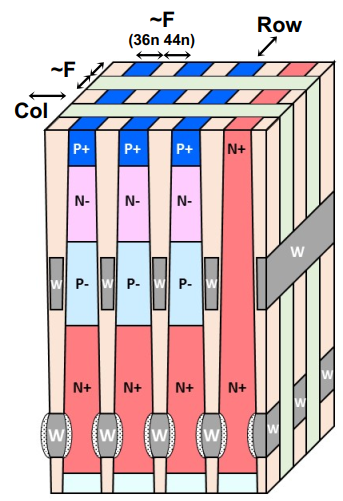 ~F
(36n 44n)
Row
~F
Col
P+ P+ P+ N+
N- N- N-
W
W P- W P- W P- W
N+ N+ N+ N+
W
W
W
W W W W